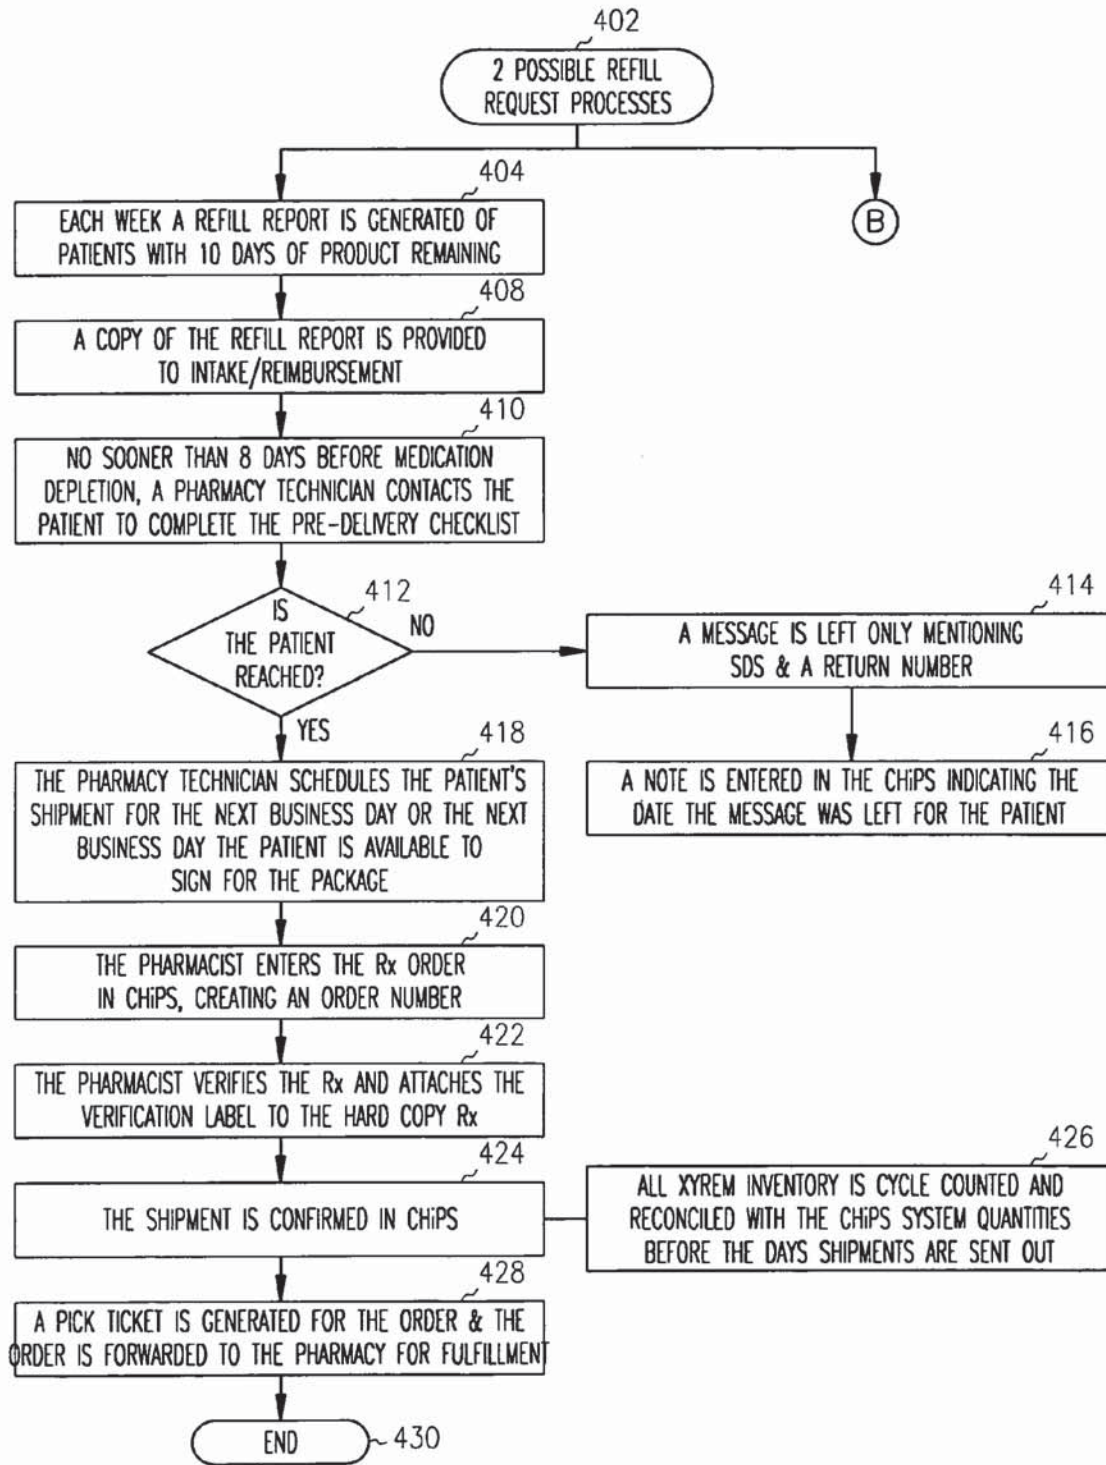 402
2 POSSIBLE REFILL
REQUEST PROCESSES
404
EACH WEEK A REFILL REPORT IS GENERATED OF
PATIENTS WITH 10 DAYS OF PRODUCT REMAINING
B
408
A COPY OF THE REFILL REPORT IS PROVIDED
TO INTAKE/REIMBURSEMENT
410
NO SOONER THAN 8 DAYS BEFORE MEDICATION
DEPLETION, A PHARMACY TECHNICIAN CONTACTS THE
PATIENT TO COMPLETE THE PRE-DELIVERY CHECKLIST
412
IS
THE PATIENT
REACHED?
NO
414
A MESSAGE IS LEFT ONLY MENTIONING
SDS & A RETURN NUMBER
416
A NOTE IS ENTERED IN THE CHiPS INDICATING THE
DATE THE MESSAGE WAS LEFT FOR THE PATIENT
YES
418
THE PHARMACY TECHNICIAN SCHEDULES THE PATIENT'S
SHIPMENT FOR THE NEXT BUSINESS DAY OR THE NEXT
BUSINESS DAY THE PATIENT IS AVAILABLE TO
SIGN FOR THE PACKAGE
420
THE PHARMACIST ENTERS THE Rx ORDER
IN CHiPS, CREATING AN ORDER NUMBER
422
THE PHARMACIST VERIFIES THE Rx AND ATTACHES THE
VERIFICATION LABEL TO THE HARD COPY Rx
424
THE SHIPMENT IS CONFIRMED IN CHiPS
426
ALL XYREM INVENTORY IS CYCLE COUNTED AND
RECONCILED WITH THE CHiPS SYSTEM QUANTITIES
BEFORE THE DAYS SHIPMENTS ARE SENT OUT
428
A PICK TICKET IS GENERATED FOR THE ORDER & THE
ORDER IS FORWARDED TO THE PHARMACY FOR FULFILLMENT
END
430